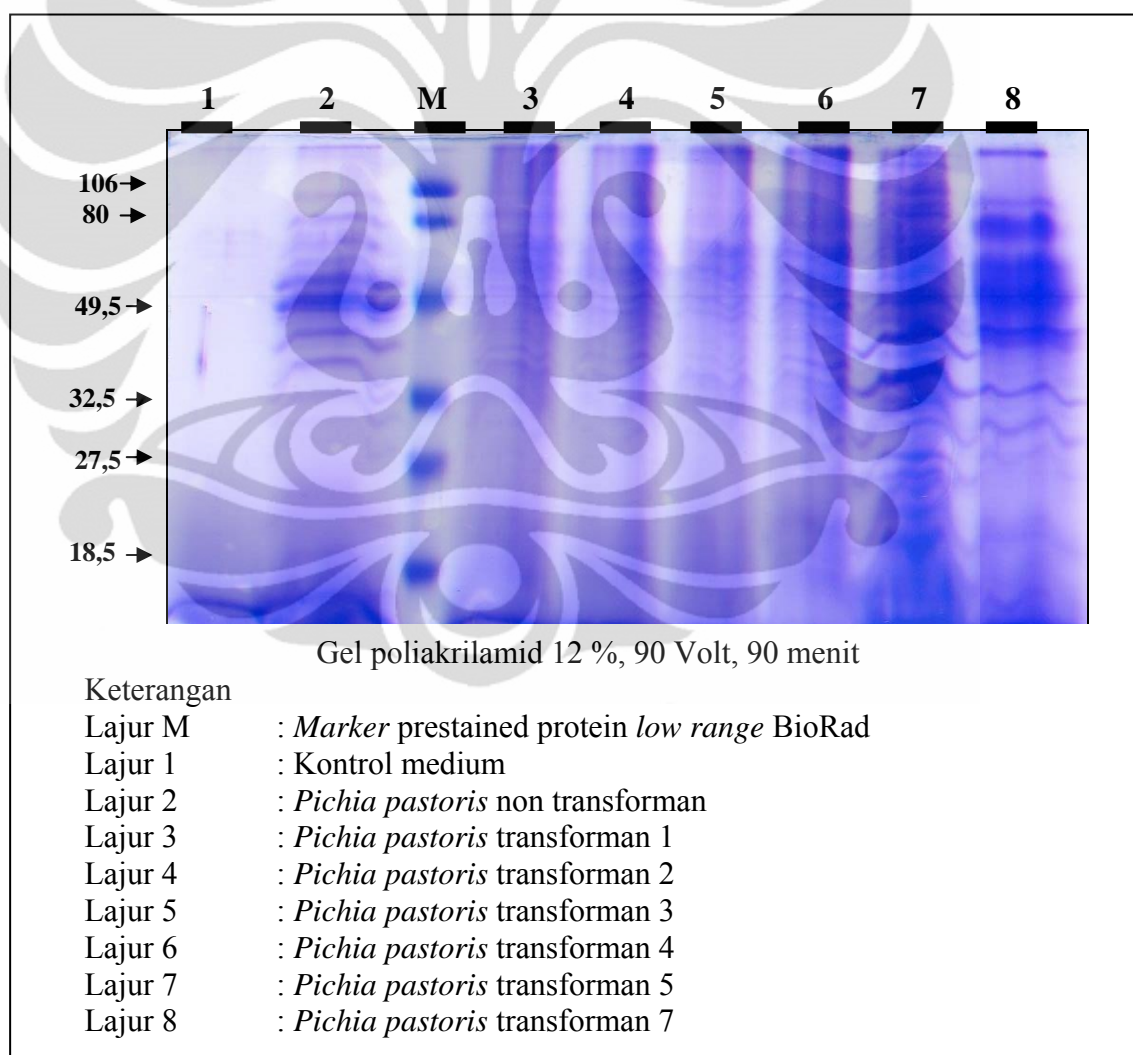 1 2 M 3 4 5 6 7 8
106
80
49,5
32,5
27,5
18,5
Gel poliakrilamid 12 %, 90 Volt, 90 menit
Keterangan
Lajur M : Marker prestained protein low range BioRad
Lajur 1 : Kontrol medium
Lajur 2 : Pichia pastoris non transforman
Lajur 3 : Pichia pastoris transforman 1
Lajur 4 : Pichia pastoris transforman 2
Lajur 5 : Pichia pastoris transforman 3
Lajur 6 : Pichia pastoris transforman 4
Lajur 7 : Pichia pastoris transforman 5
Lajur 8 : Pichia pastoris transforman 7